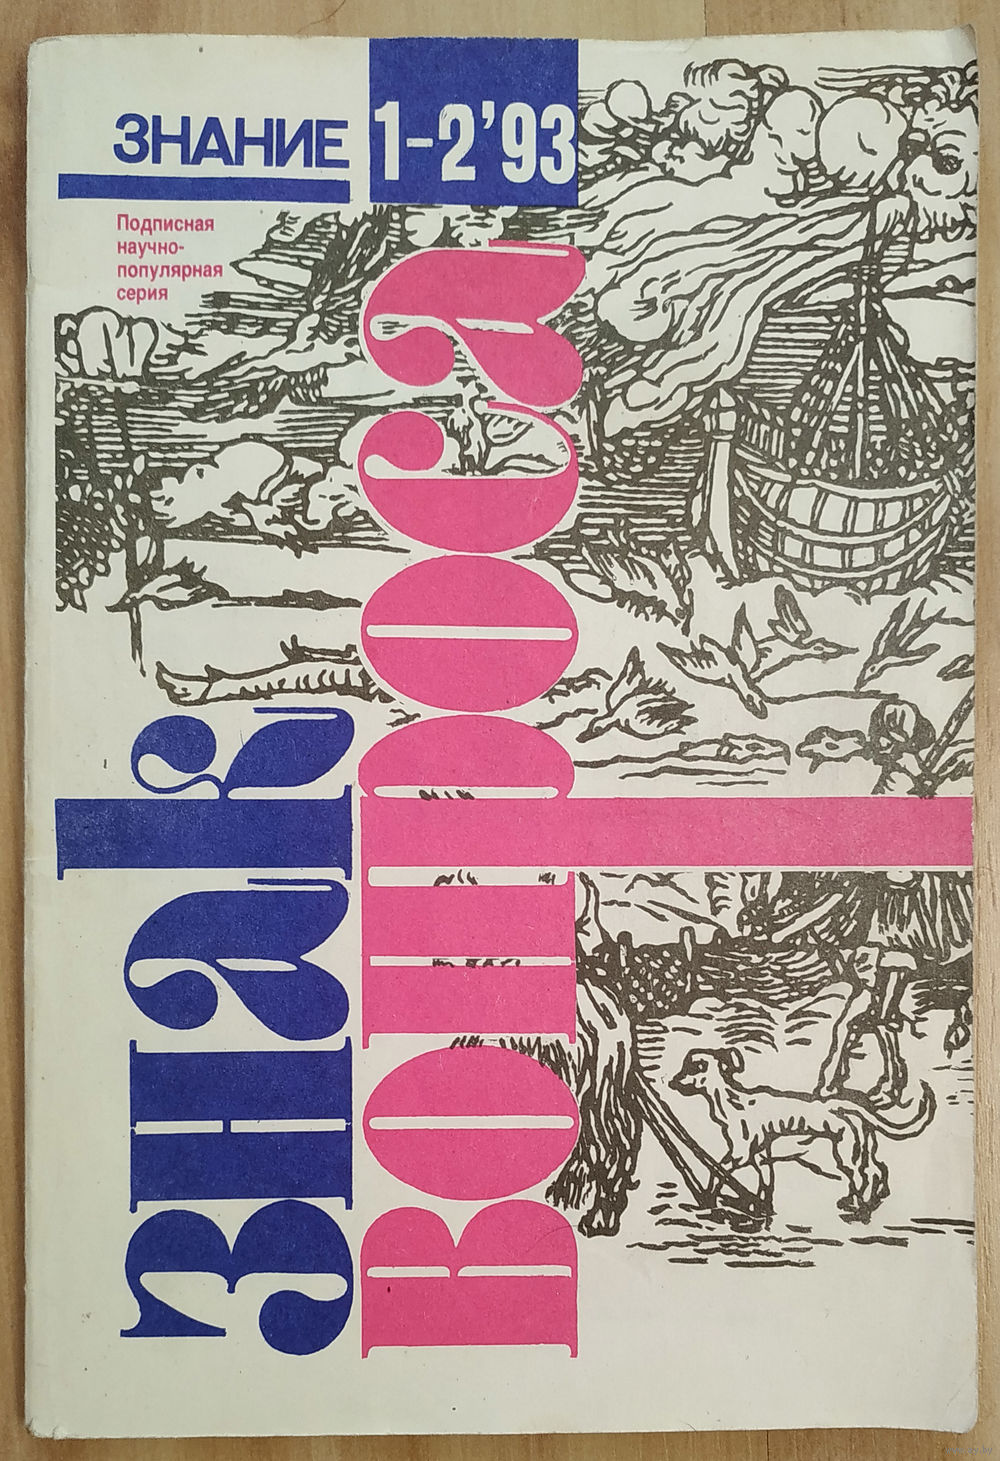 ЗНАНИЕ
1-2'93
Подписная
научно-
популярная
серия
знак
вопроса